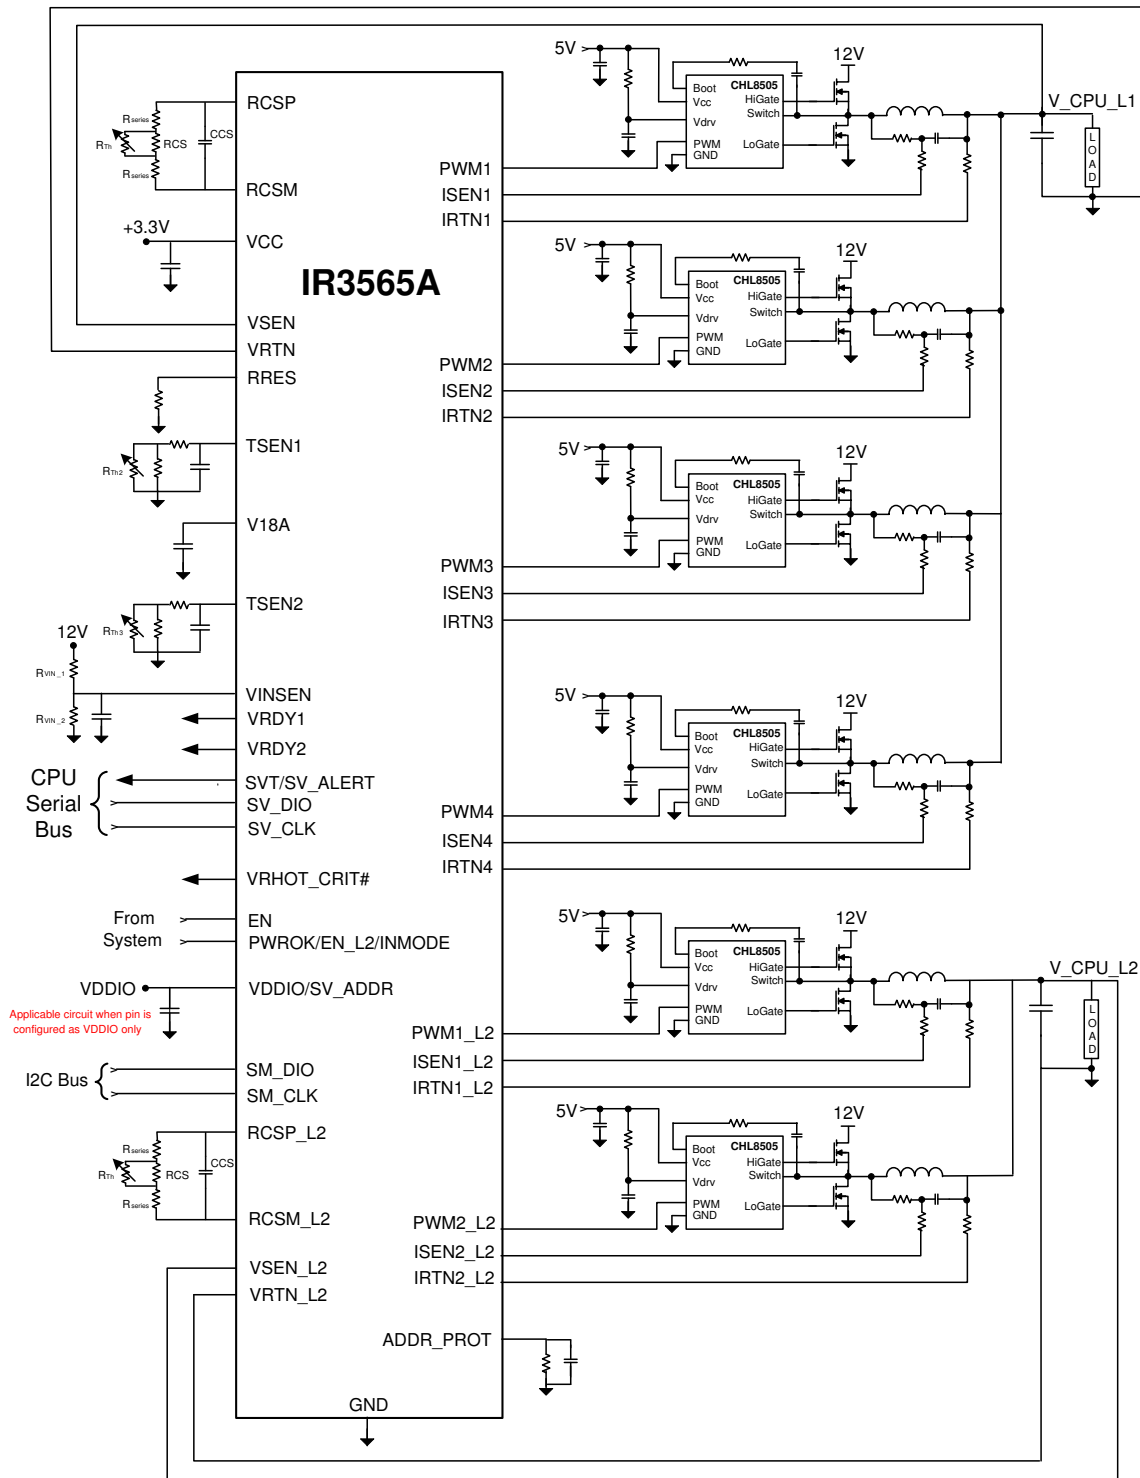 IR3565A
RCSP
Rseries
RTh
RCS
CCS
Rseries
RCSM
+3.3V
VCC
VSEN
VRTN
RRES
TSEN1
RTh2
V18A
TSEN2
RTh3
12V
RVIN_1
VINSEN
RVIN_2
VRDY1
VRDY2
CPU
Serial
Bus
SVT/SV_ALERT
SV_DIO
SV_CLK
VRHOT_CRIT#
From
System
EN
PWROK/EN_L2/INMODE
VDDIO
VDDIO/SV_ADDR
Applicable circuit when pin is
configured as VDDIO only
I2C Bus
SM_DIO
SM_CLK
RCSP_L2
Rseries
RTh
RCS
CCS
Rseries
RCSM_L2
VSEN_L2
VRTN_L2
GND
ADDR_PROT
PWM1
ISEN1
IRTN1
5V
12V
CHL8505
Boot
Vcc
HiGate
Switch
Vdrv
PWM
LoGate
GND
V_CPU_L1
LOAD
PWM2
ISEN2
IRTN2
5V
12V
CHL8505
Boot
Vcc
HiGate
Switch
Vdrv
PWM
LoGate
GND
PWM3
ISEN3
IRTN3
5V
12V
CHL8505
Boot
Vcc
HiGate
Switch
Vdrv
PWM
LoGate
GND
PWM4
ISEN4
IRTN4
5V
12V
CHL8505
Boot
Vcc
HiGate
Switch
Vdrv
PWM
LoGate
GND
PWM1_L2
ISEN1_L2
IRTN1_L2
5V
12V
CHL8505
Boot
Vcc
HiGate
Switch
Vdrv
PWM
LoGate
GND
V_CPU_L2
LOAD
PWM2_L2
ISEN2_L2
IRTN2_L2
5V
12V
CHL8505
Boot
Vcc
HiGate
Switch
Vdrv
PWM
LoGate
GND